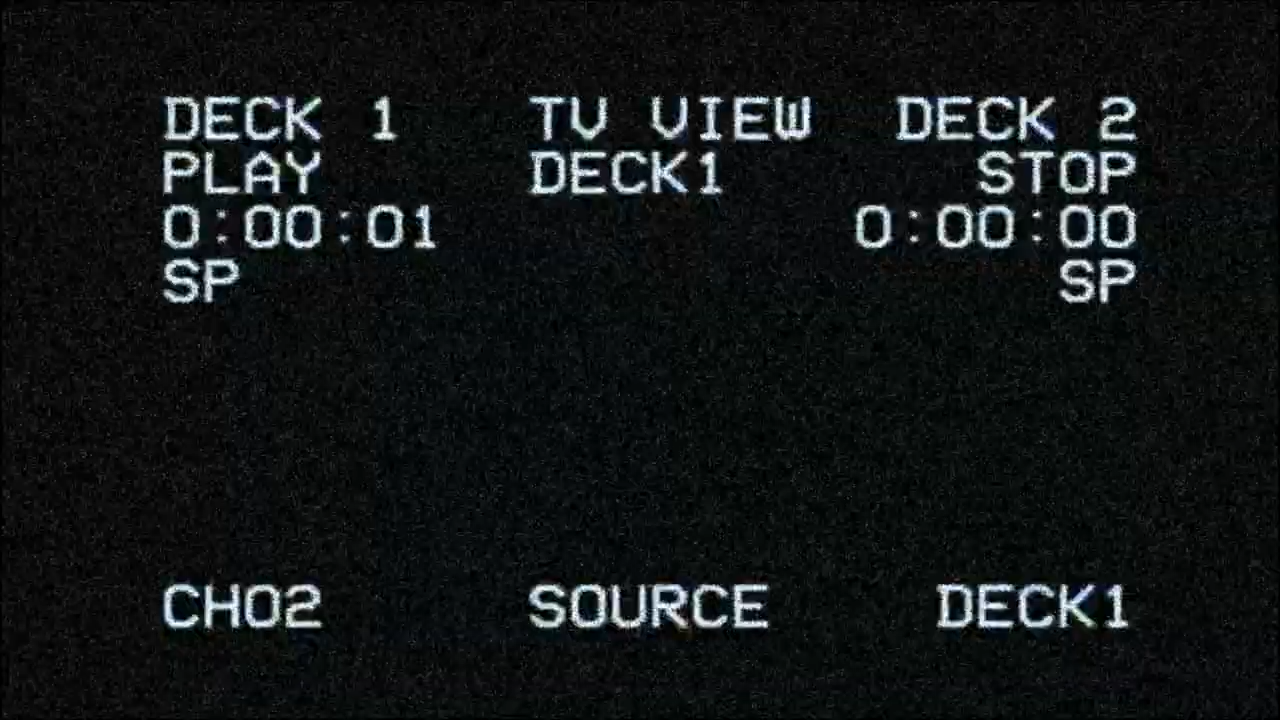 DECK 1 TV VIEW DECK 2
PLAY DECK1 STOP
0:00:01 0:00:00
SP SP
CH02 SOURCE DECK1